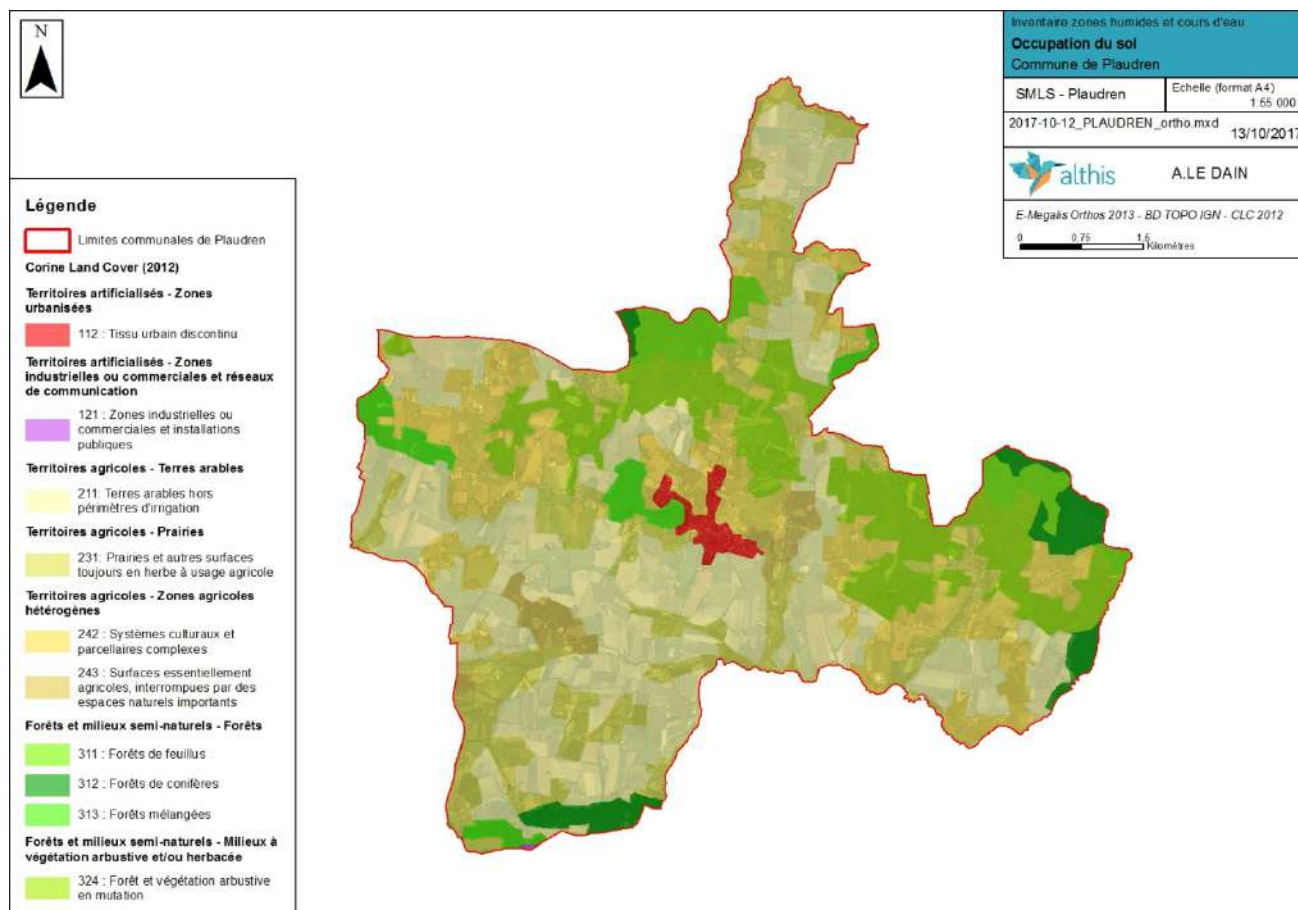 N
Inventaire zones humides et cours d'eau
Occupation du sol
Commune de Plaudren
SMLS - Plaudren
Echelle (format A4)
1:55 000
2017-10-12_PLAUDREN_ortho.mxd
13/10/2017
althis
A.LE DAIN
E-Megalis Orthos 2013 - BD TOPO IGN - CLC 2012
0 0.75 1.5
Kilomètres
Légende
Limites communales de Plaudren
Corine Land Cover (2012)
Territoires artificialisés - Zones
urbanisées
112 : Tissu urbain discontinu
Territoires artificialisés - Zones
industrielles ou commerciales et réseaux
de communication
121 : Zones industrielles ou
commerciales et installations
publiques
Territoires agricoles - Terres arables
211: Terres arables hors
périmètres d'irrigation
Territoires agricoles - Prairies
231: Prairies et autres surfaces
toujours en herbe à usage agricole
Territoires agricoles - Zones agricoles
hétérogènes
242 : Systèmes culturaux et
parcellaires complexes
243 : Surfaces essentiellement
agricoles, interrompues par des
espaces naturels importants
Forêts et milieux semi-naturels - Forêts
311 : Forêts de feuillus
312 : Forêts de conifères
313 : Forêts mélangées
Forêts et milieux semi-naturels - Milieux à
végétation arbustive et/ou herbacée
324 : Forêt et végétation arbustive
en mutation